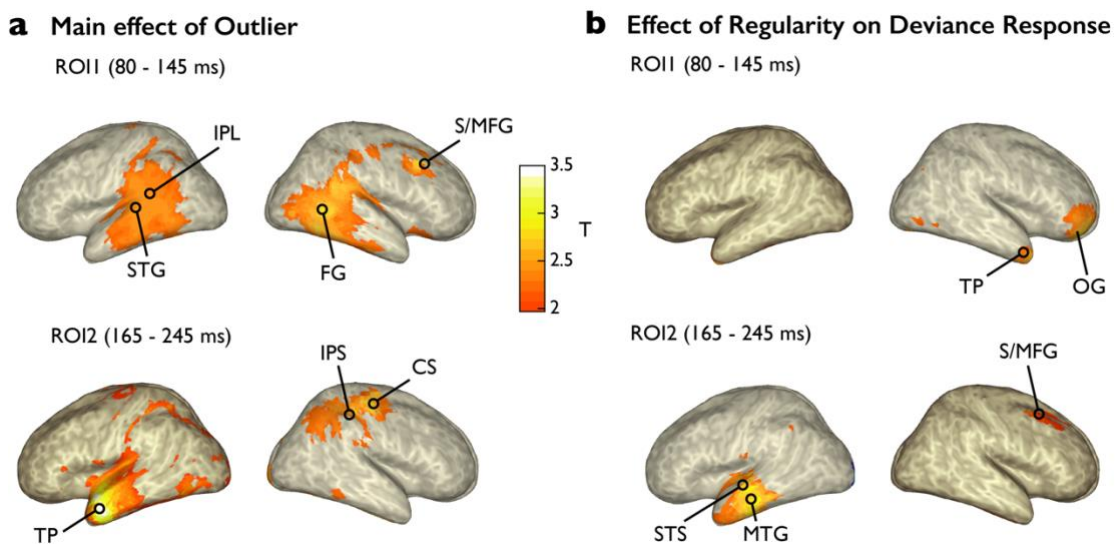 a Main effect of Outlier
ROI1 (80 - 145 ms)
IPL
S/MFG
STG
FG
3.5
3
T
2.5
2
ROI2 (165 - 245 ms)
IPS
CS
TP
b Effect of Regularity on Deviance Response
ROI1 (80 - 145 ms)
TP
OG
ROI2 (165 - 245 ms)
S/MFG
STS
MTG